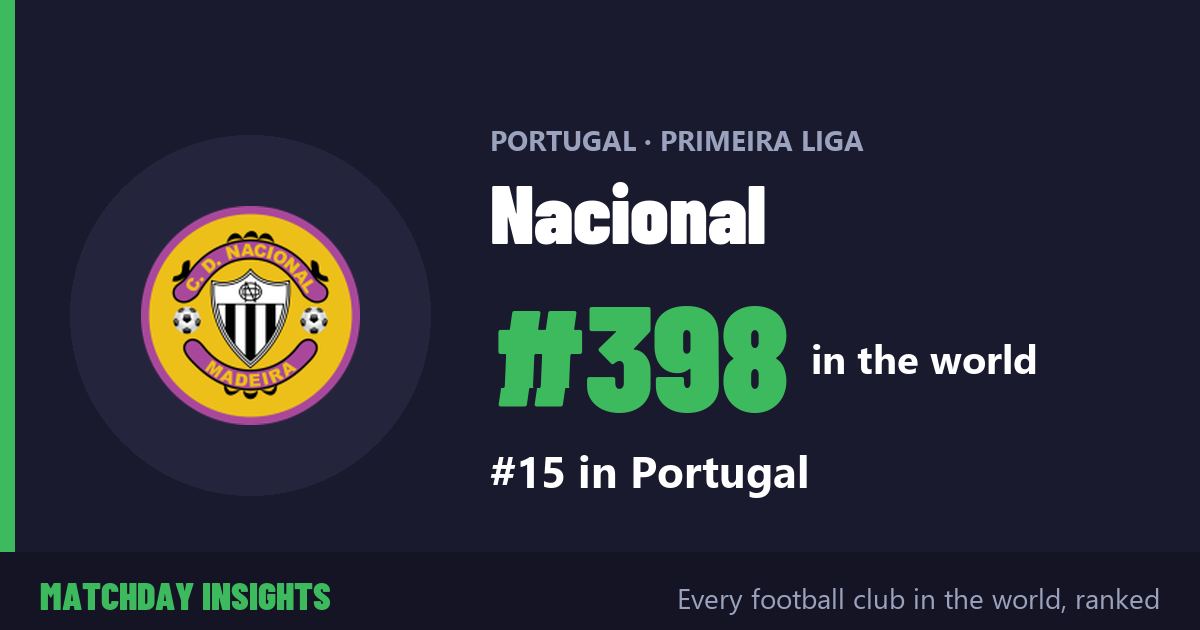 PORTUGAL · PRIMEIRA LIGA
Nacional
#398 in the world
#15 in Portugal
C. D. NACIONAL
MADEIRA
MATCHDAY INSIGHTS
Every football club in the world, ranked